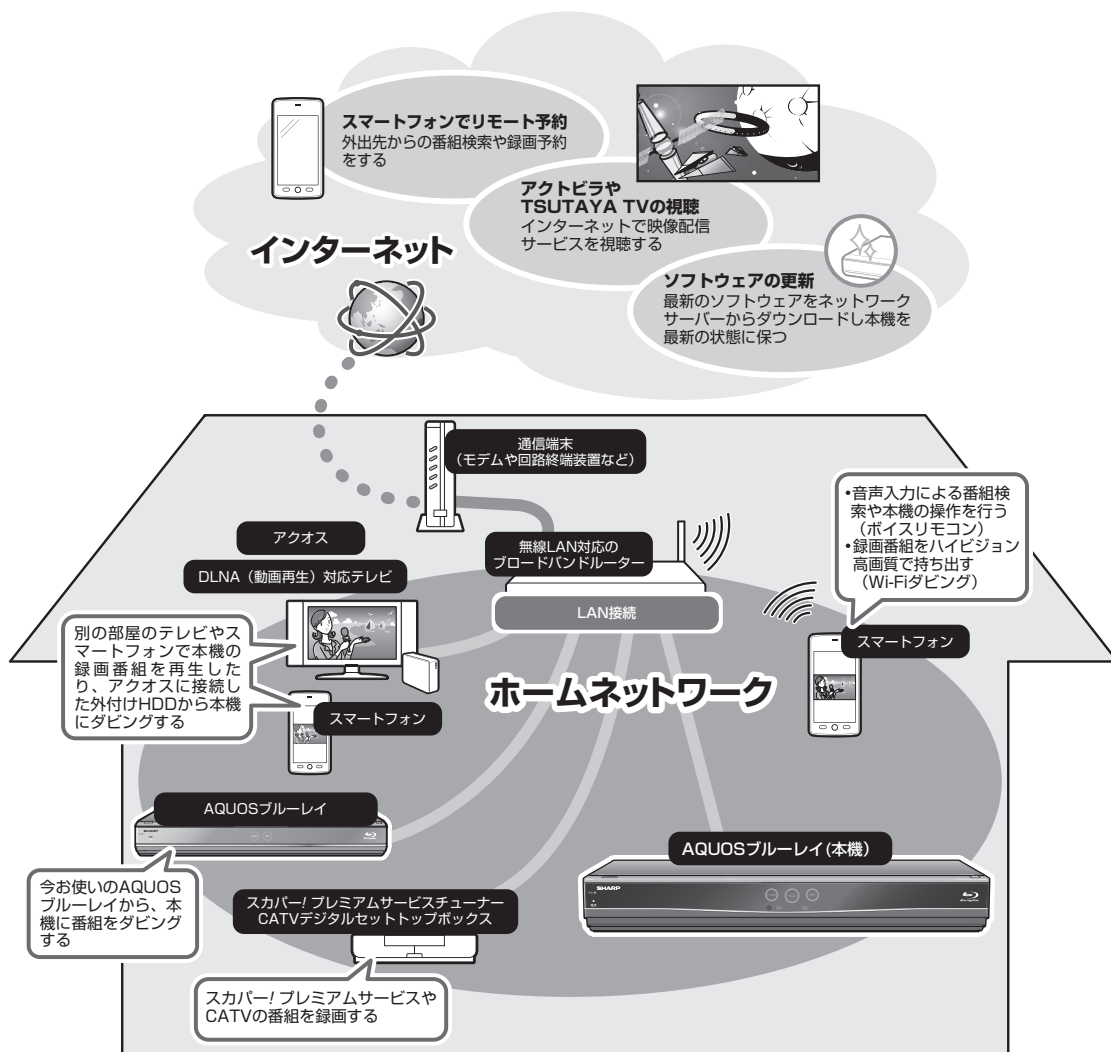 スマートフォンでリモート予約
外出先からの番組検索や録画予約
をする
アクトビラや
TSUTAYA TVの視聴
インターネットで映像配信
サービスを視聴する
インターネット
ソフトウェアの更新
最新のソフトウェアをネットワーク
サーバーからダウンロードし本機を
最新の状態に保つ
通信端末
(モデムや回路終端装置など)
•音声入力による番組検
索や本機の操作を行う
(ボイスリモコン)
•録画番組をハイビジョン
高画質で持ち出す
(Wi-Fiダビング)
アクオス
DLNA(動画再生)対応テレビ
無線LAN対応の
ブロードバンドルーター
LAN接続
スマートフォン
別の部屋のテレビやス
マートフォンで本機の
録画番組を再生した
り、アクオスに接続し
た外付けHDDから本機
にダビングする
スマートフォン
ホームネットワーク
AQUOSブルーレイ
SHARP
今お使いのAQUOS
ブルーレイから、本
機に番組をダビング
する
スカパー!プレミアムサービスチューナー
CATVデジタルセットトップボックス
スカパー!プレミアムサービスや
CATVの番組を録画する
AQUOSブルーレイ(本機)
SHARP